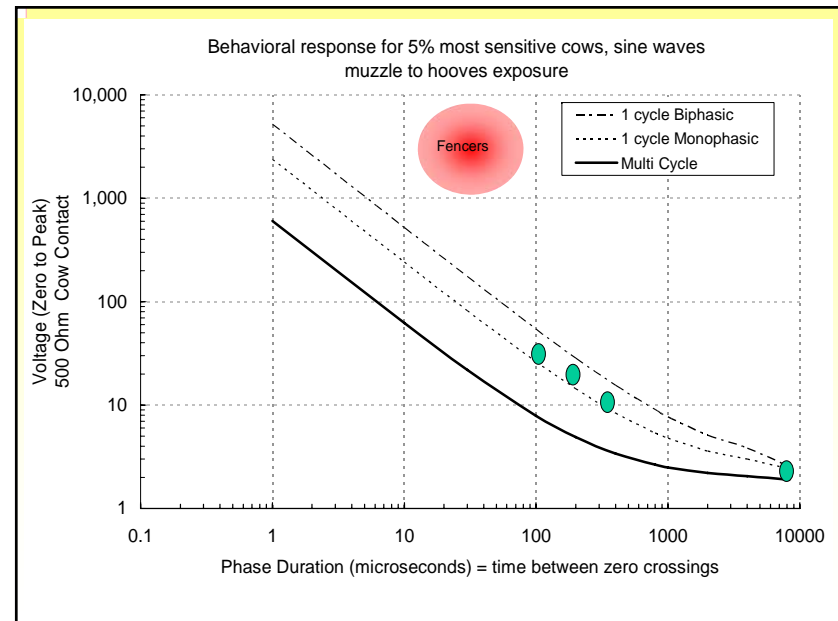 Behavioral response for 5% most sensitive cows, sine waves
muzzle to hooves exposure
10,000
1,000
100
10
1
Voltage (Zero to Peak)
500 Ohm Cow Contact
Fencers
1 cycle Biphasic
1 cycle Monophasic
Multi Cycle
0.1
1
10
100
1000
10000
Phase Duration (microseconds) = time between zero crossings